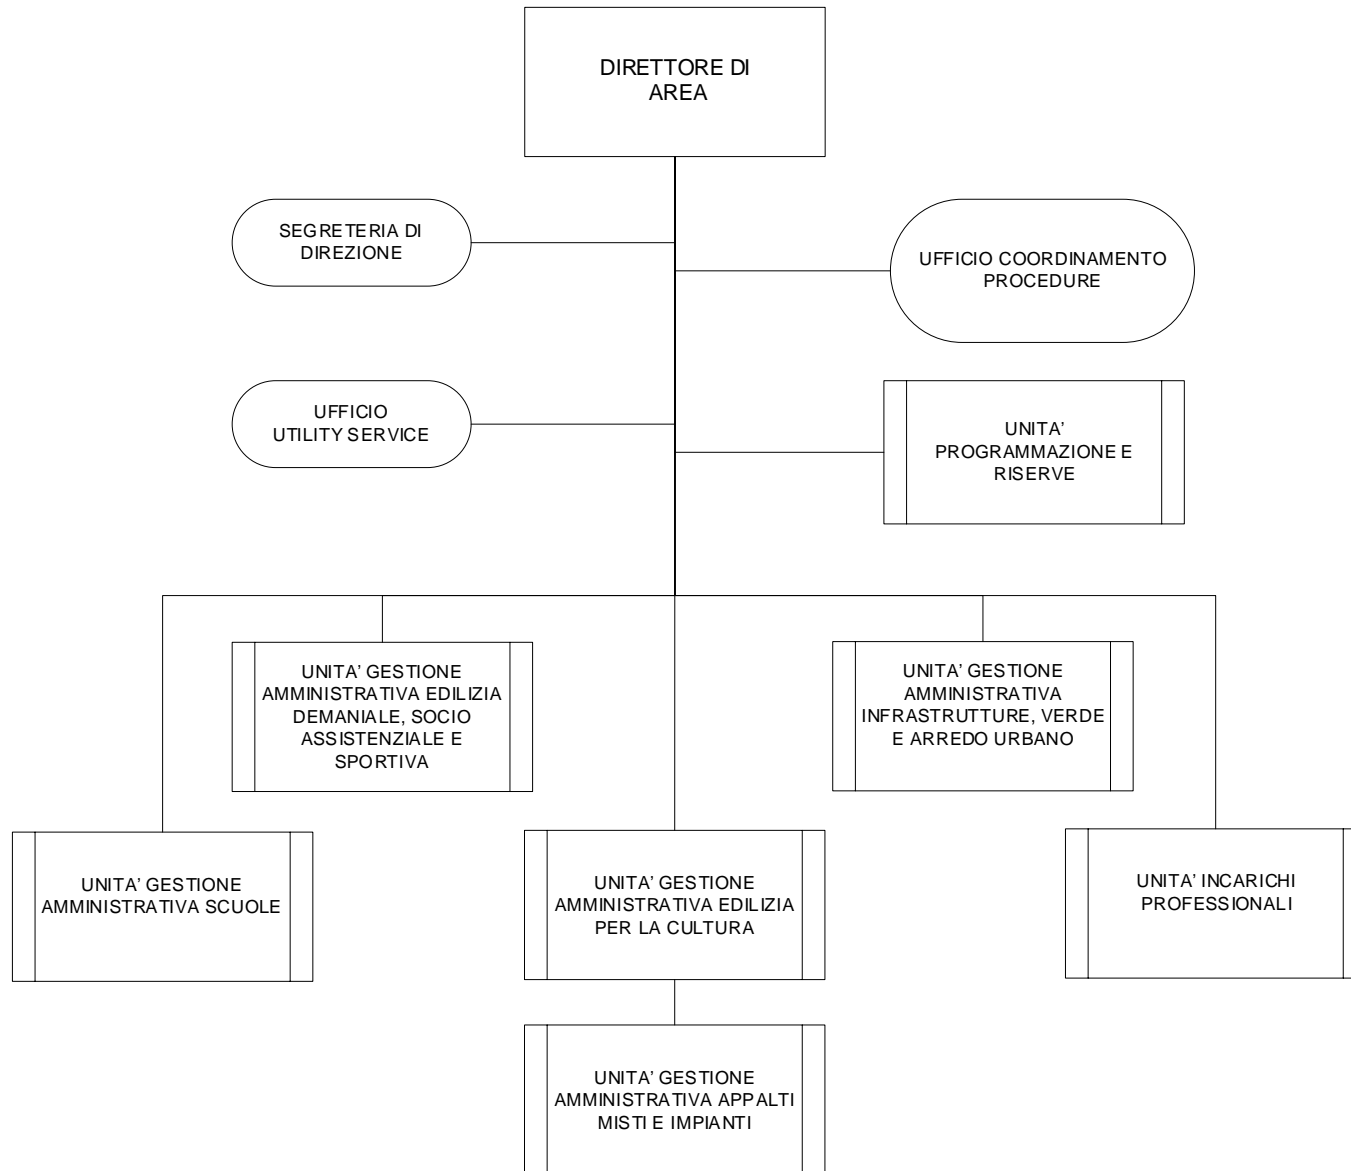 DIRETTORE DI
AREA
SEGRETERIA DI
DIREZIONE
UFFICIO COORDINAMENTO
PROCEDURE
UFFICIO
UTILITY SERVICE
UNITA’
PROGRAMMAZIONE E
RISERVE
UNITA’ GESTIONE
AMMINISTRATIVA EDILIZIA
DEMANIALE, SOCIO
ASSISTENZIALE E
SPORTIVA
UNITA’ GESTIONE
AMMINISTRATIVA
INFRASTRUTTURE, VERDE
E ARREDO URBANO
UNITA’ GESTIONE
AMMINISTRATIVA SCUOLE
UNITA’ GESTIONE
AMMINISTRATIVA EDILIZIA
PER LA CULTURA
UNITA’ INCARICHI
PROFESSIONALI
UNITA’ GESTIONE
AMMINISTRATIVA APPALTI
MISTI E IMPIANTI